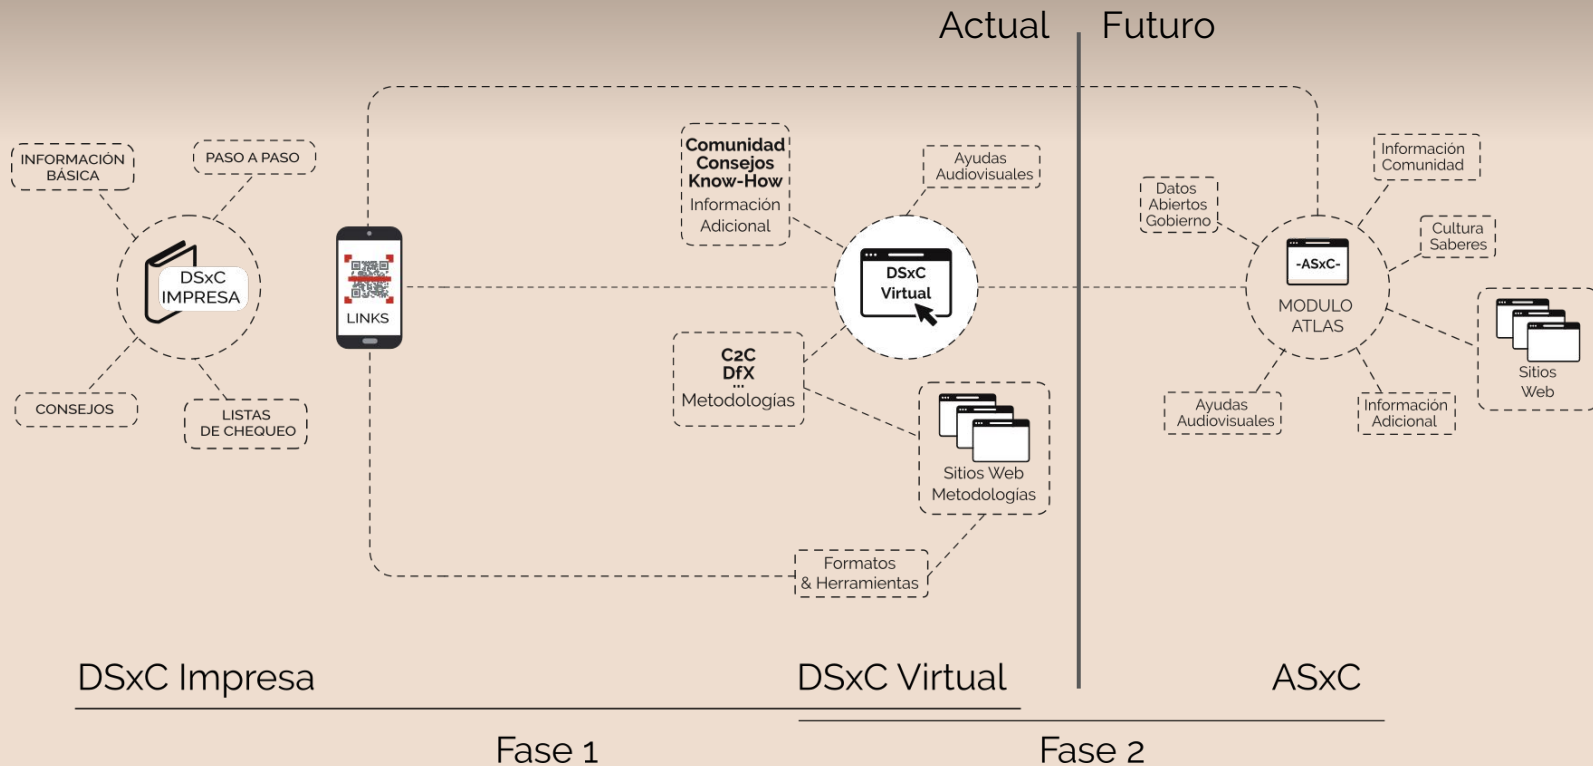 Actual
Futuro
INFORMACIÓN
BÁSICA
PASO A PASO
DSxC
IMPRESA
CONSEJOS
LISTAS
DE CHEQUEO
LINKS
Comunidad
Consejos
Know-How
Información
Adicional
Ayudas
Audiovisuales
DSxC
Virtual
C2C
DfX
...
Metodologías
Sitios Web
Metodologías
Formatos
& Herramientas
Datos
Abiertos
Gobierno
Información
Comunidad
Cultura
Saberes
-ASxC-
MODULO
ATLAS
Sitios
Web
Ayudas
Audiovisuales
Información
Adicional
DSxC Impresa
DSxC Virtual
ASxC
Fase 1
Fase 2